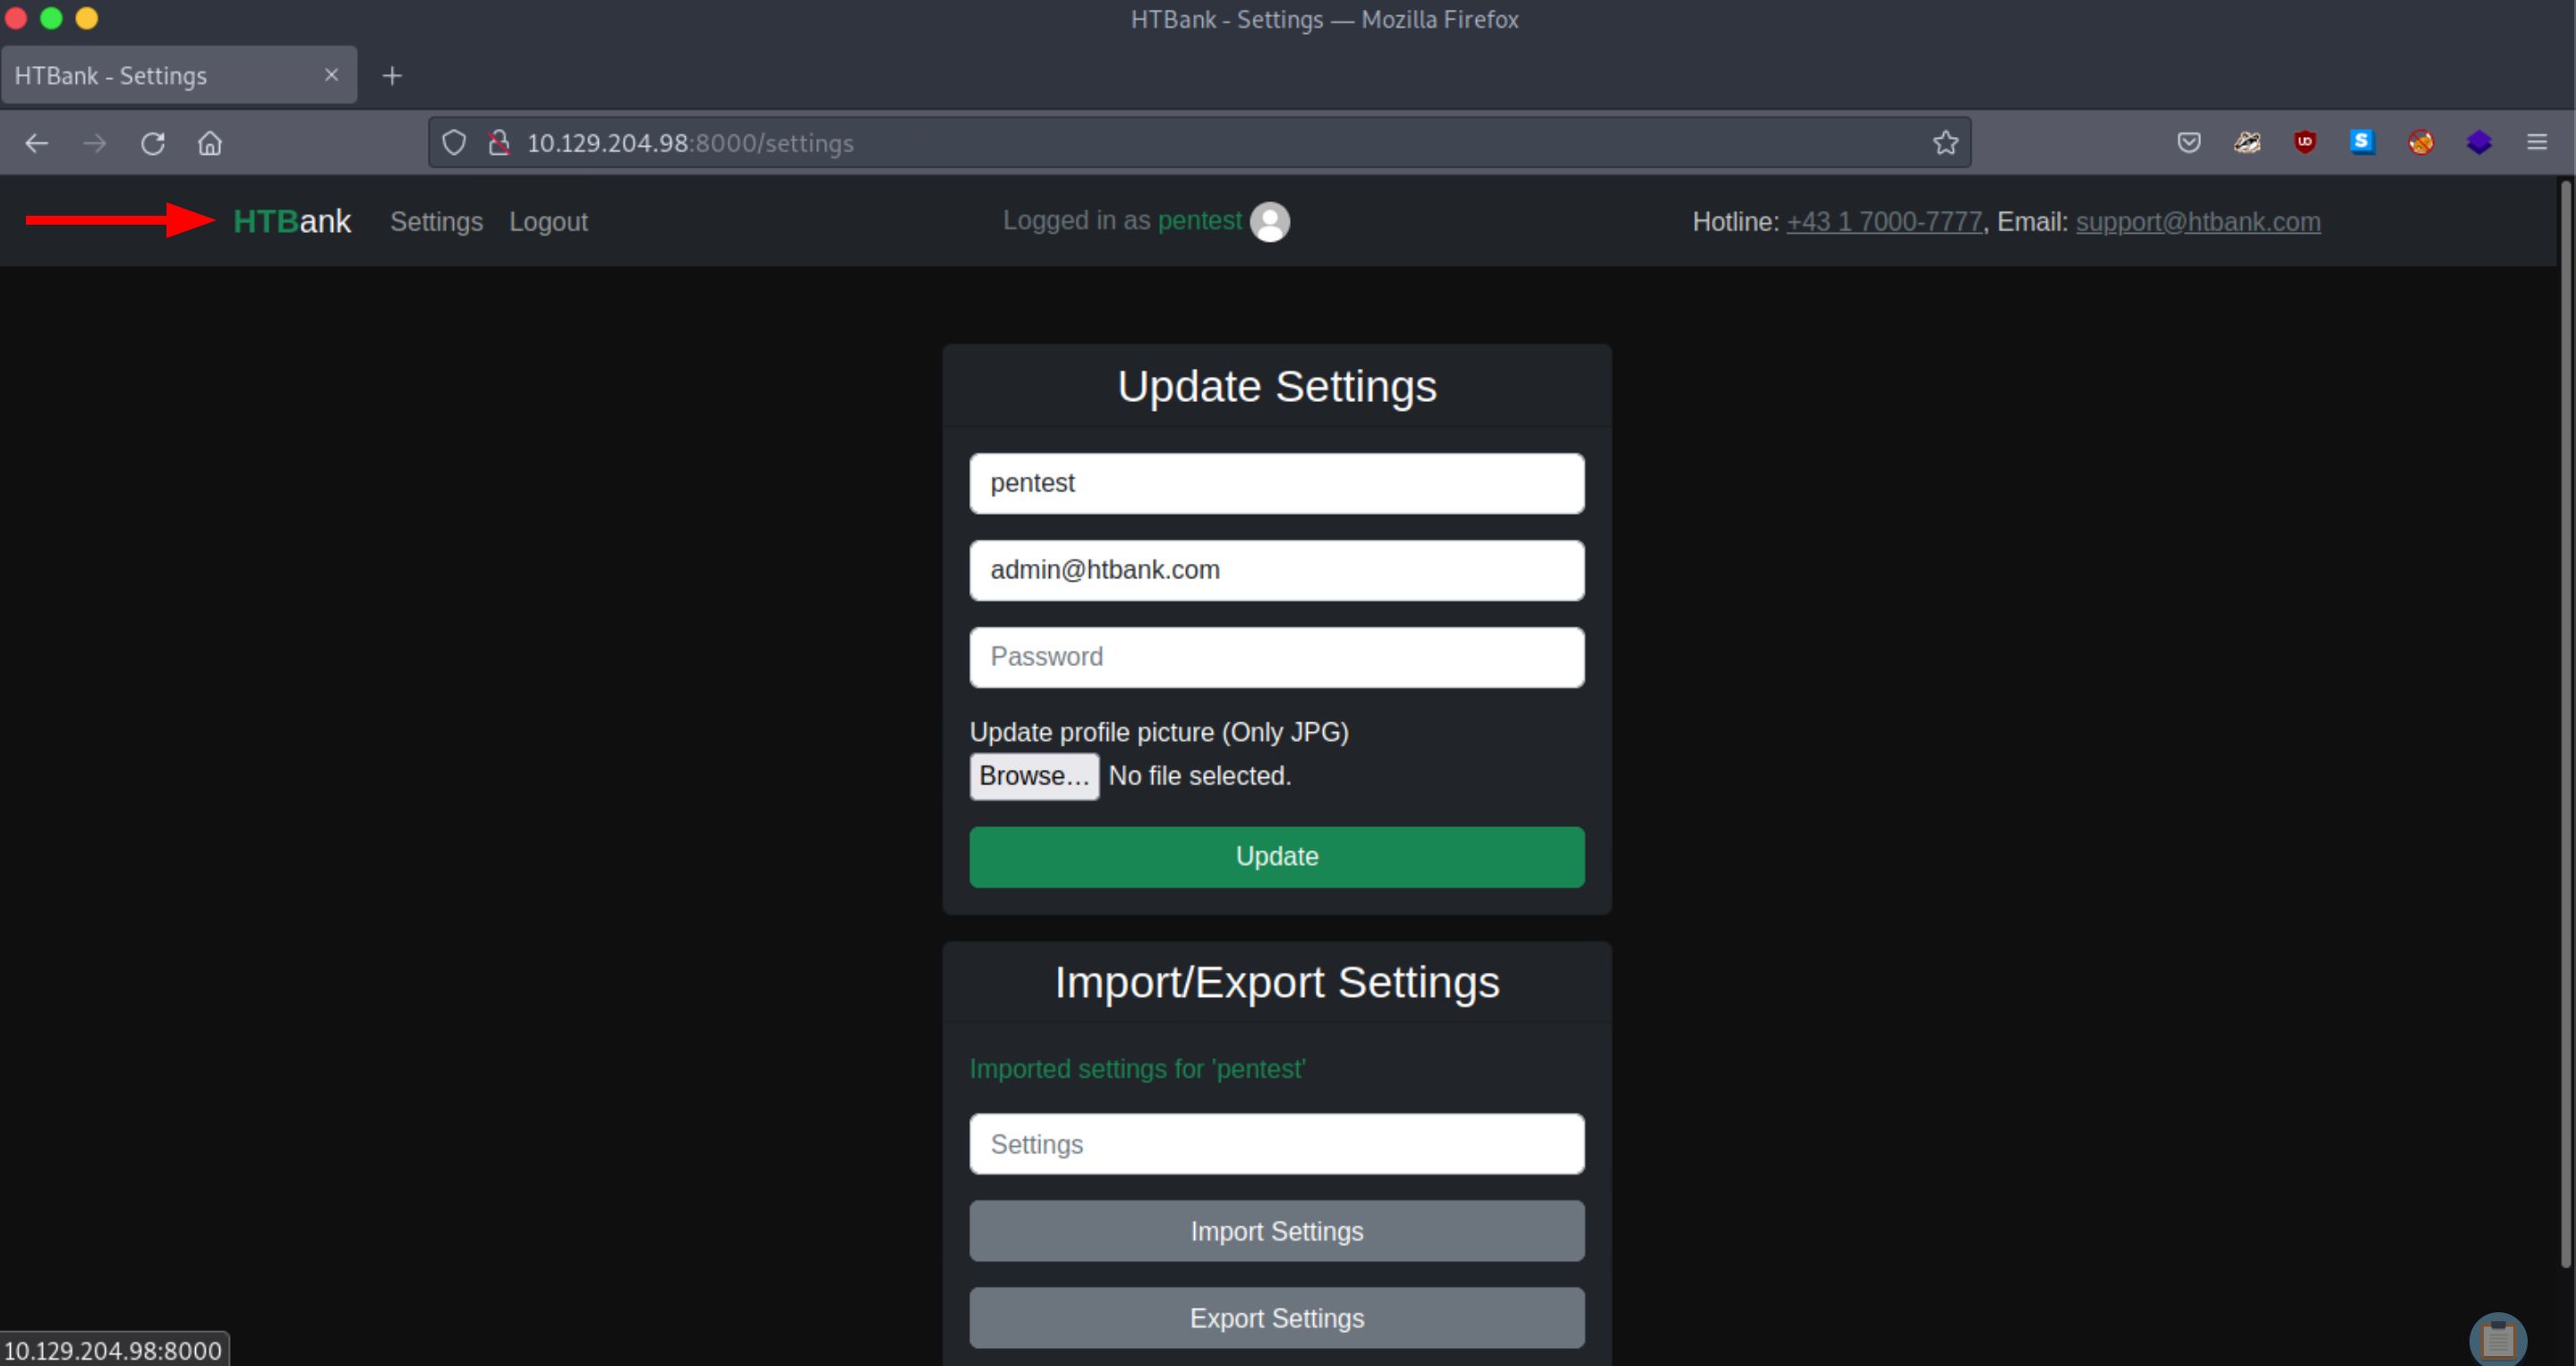 HTBank - Settings — Mozilla Firefox
HTBank - Settings
10.129.204.98:8000/settings
HTBank Settings Logout Logged in as pentest Hotline: +43 1 7000-7777, Email: support@htbank.com
Update Settings
pentest
admin@htbank.com
Password
Update profile picture (Only JPG)
Browse… No file selected.
Update
Import/Export Settings
Imported settings for 'pentest'
Settings
Import Settings
Export Settings
10.129.204.98:8000